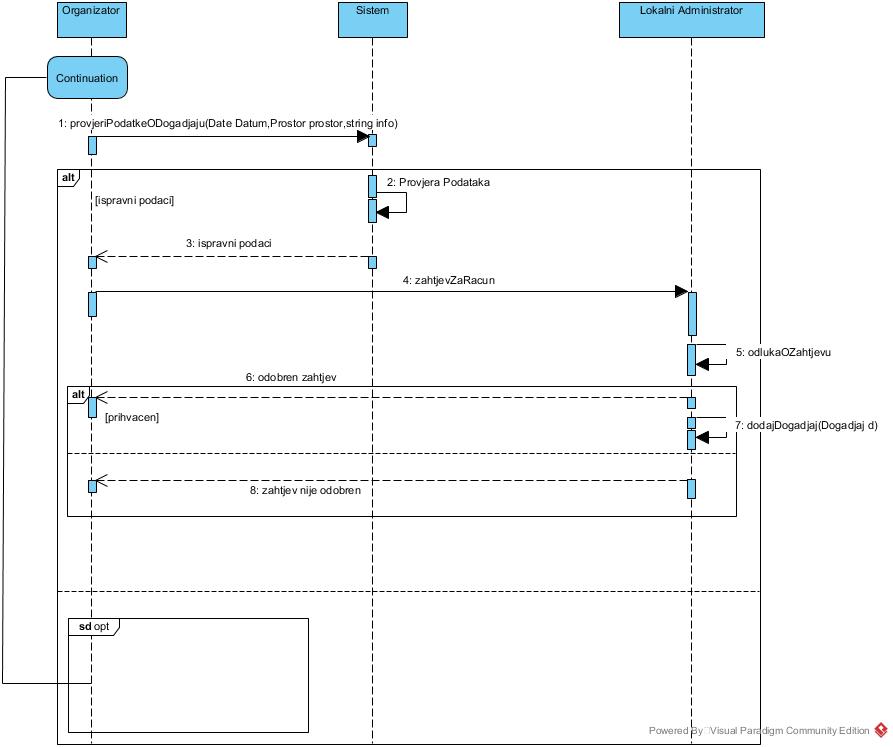 Organizator
Sistem
Lokalni Administrator
Continuation
1: provjeriPodatkeODogadjaju(Date Datum,Prostor prostor,string info)
alt
2: Provjera Podataka
[ispravni podaci]
3: ispravni podaci
4: zahtjevZaRacun
5: odlukaOZahtjevu
6: odobren zahtjev
alt
[prihvacen]
7: dodajDogadjaj(Dogadjaj d)
8: zahtjev nije odobren
sd opt
Powered By Visual Paradigm Community Edition